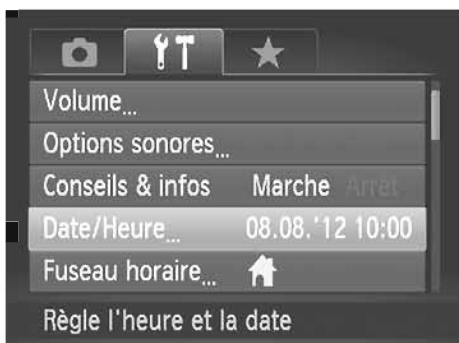 Volume...
Options sonores...
Conseils & infos Marche Arrêt
Date/Heure... 08.08.'12 10:00
Fuseau horaire...
Règle l'heure et la date